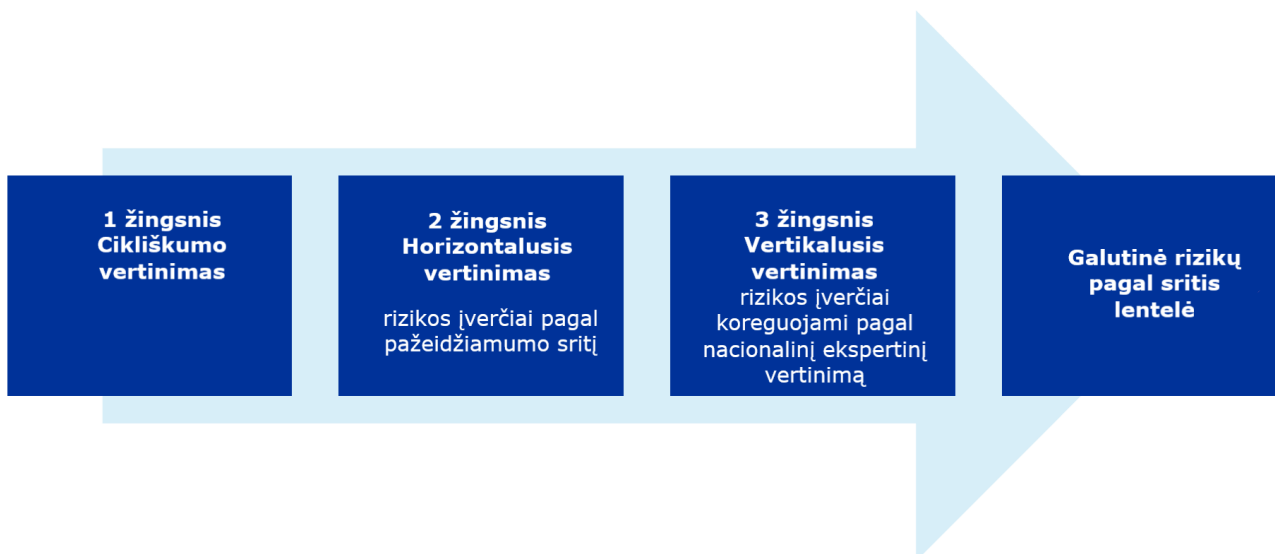 1 žingsnis
Cikliškumo
vertinimas
2 žingsnis
Horizontalusis
vertinimas
rizikos įverčiai pagal
pažeidžiamumo sritį
3 žingsnis
Vertikalusis
vertinimas
rizikos įverčiai
koreguojami pagal
nacionalinį ekspertinį
vertinimą
Galutinė rizikų
pagal sritis
lentelė